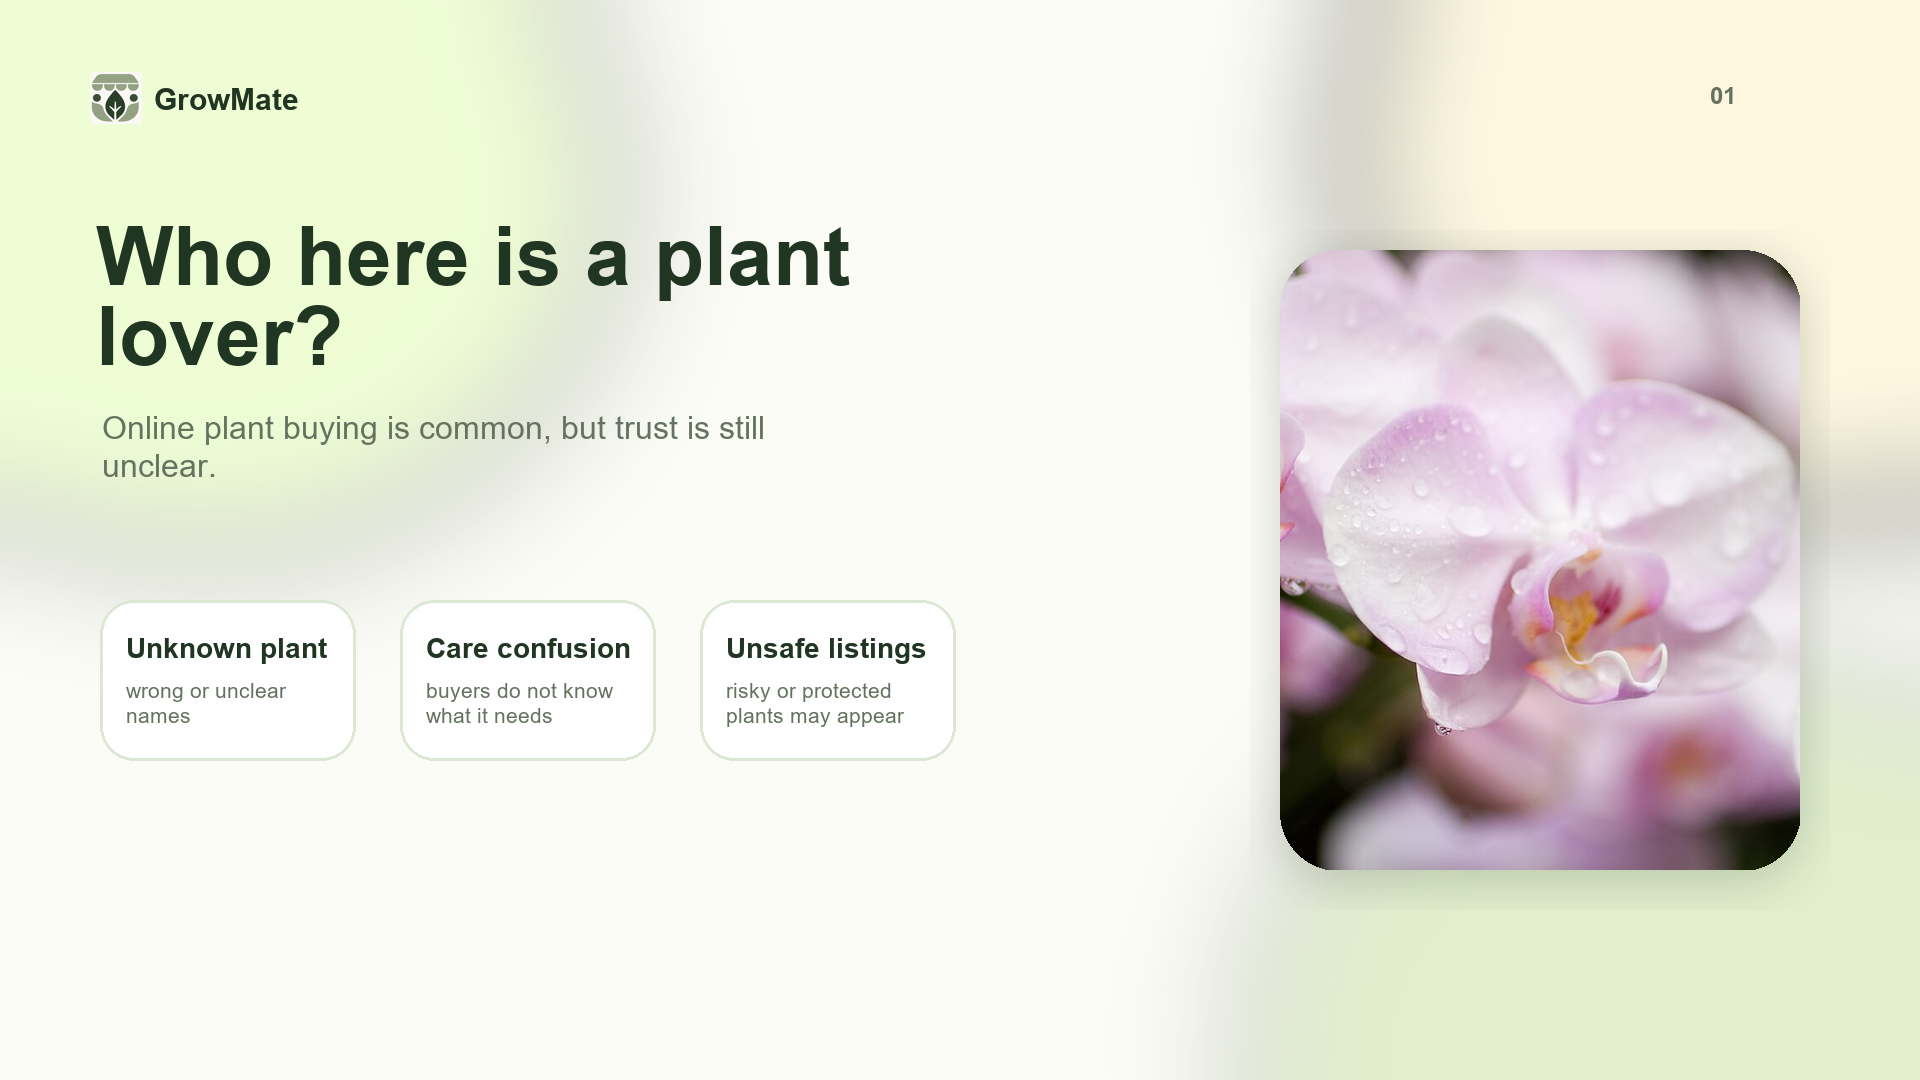 GrowMate
01
Who here is a plant
lover?
Online plant buying is common, but trust is still
unclear.
Unknown plant
wrong or unclear
names
Care confusion
buyers do not know
what it needs
Unsafe listings
risky or protected
plants may appear